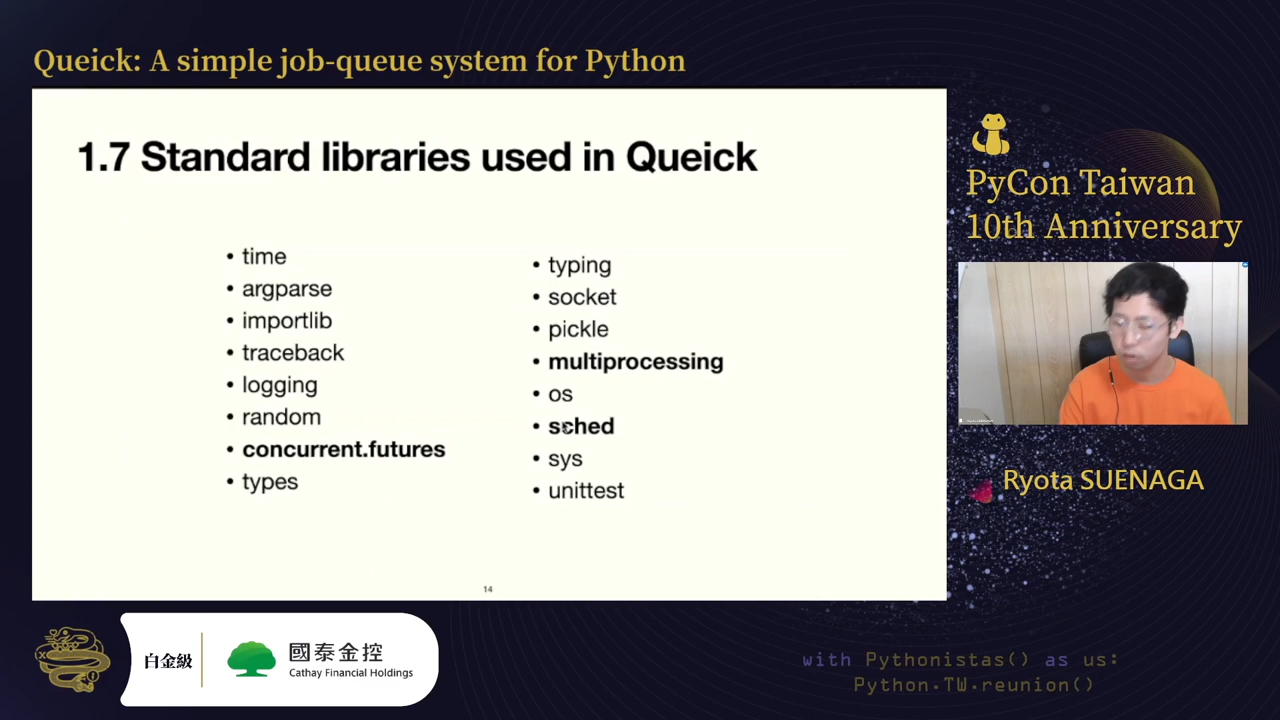 Queick: A simple job-queue system for Python
1.7 Standard libraries used in Queick
• time
• argparse
• importlib
• traceback
• logging
• random
• concurrent.futures
• types
• typing
• socket
• pickle
• multiprocessing
• os
• sched
• sys
• unittest
14
PyCon Taiwan
10th Anniversary
Ryota SUENAGA
白金級
國泰金控
Cathay Financial Holdings
with Pythonistas() as us:
Python.TW.reunion()